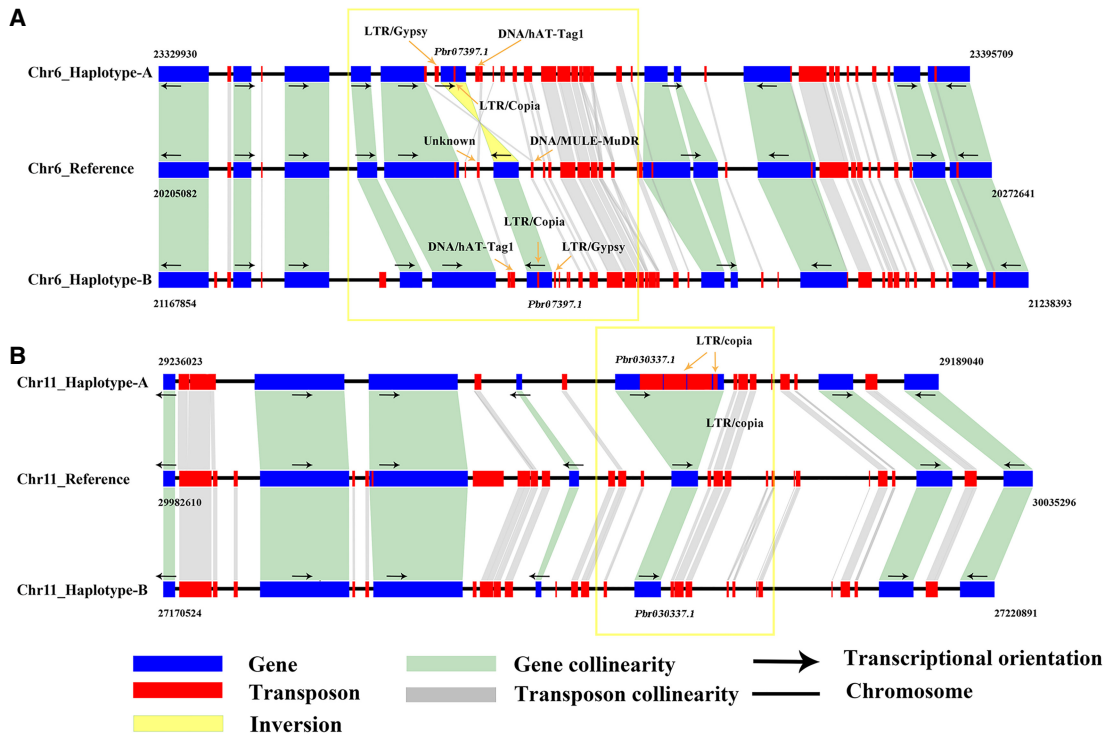 A
LTR/Gypsy
DNA/hAT-Tag1
23329930
Pbr07397.1
23395709
Chr6_Haplotype-A
LTR/Copia
Unknown
DNA/MULE-MuDR
Chr6_Reference
20205082
20272641
LTR/Copia
DNA/hAT-Tag1
LTR/Gypsy
Chr6_Haplotype-B
21167854
Pbr07397.1
21238393
B
LTR/copia
29236023
Pbr030337.1
29189040
Chr11_Haplotype-A
LTR/copia
Chr11_Reference
29982610
30035296
Chr11_Haplotype-B
27170524
Pbr030337.1
27220891
Gene
Gene collinearity
Transcriptional orientation
Transposon
Transposon collinearity
Chromosome
Inversion